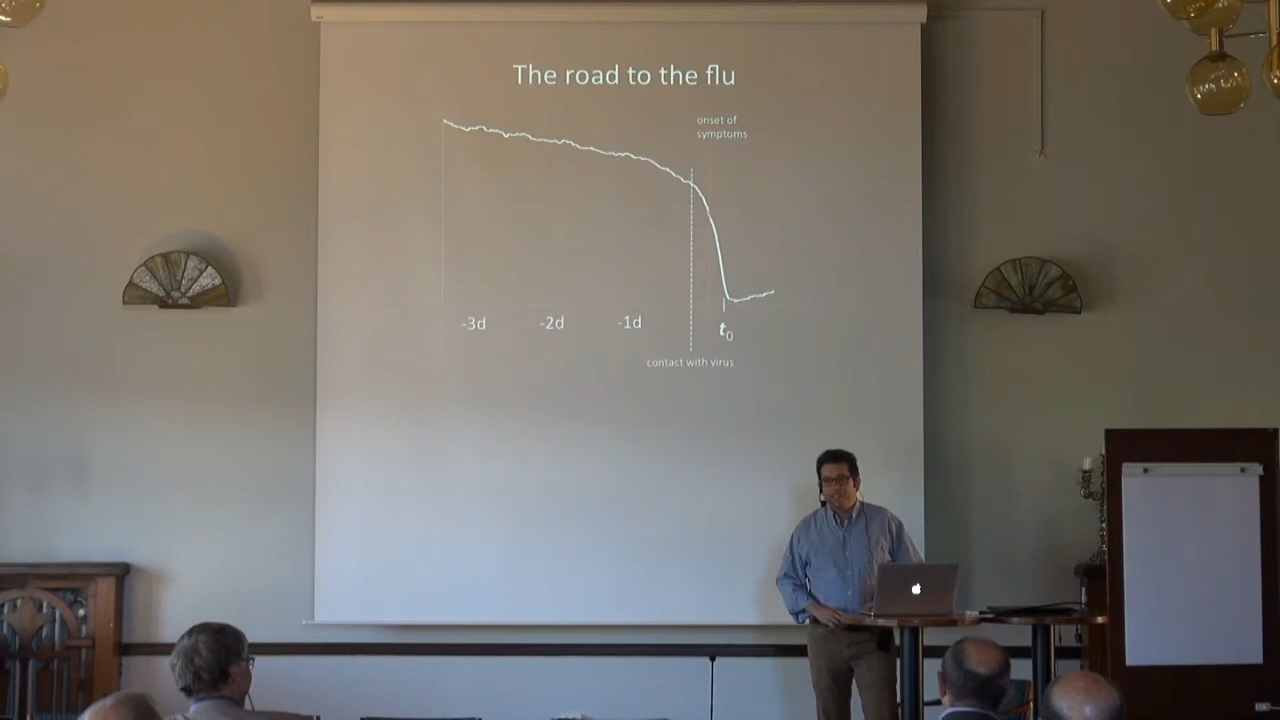 The road to the flu
onset of
symptoms
-3d -2d -1d t0
contact with virus